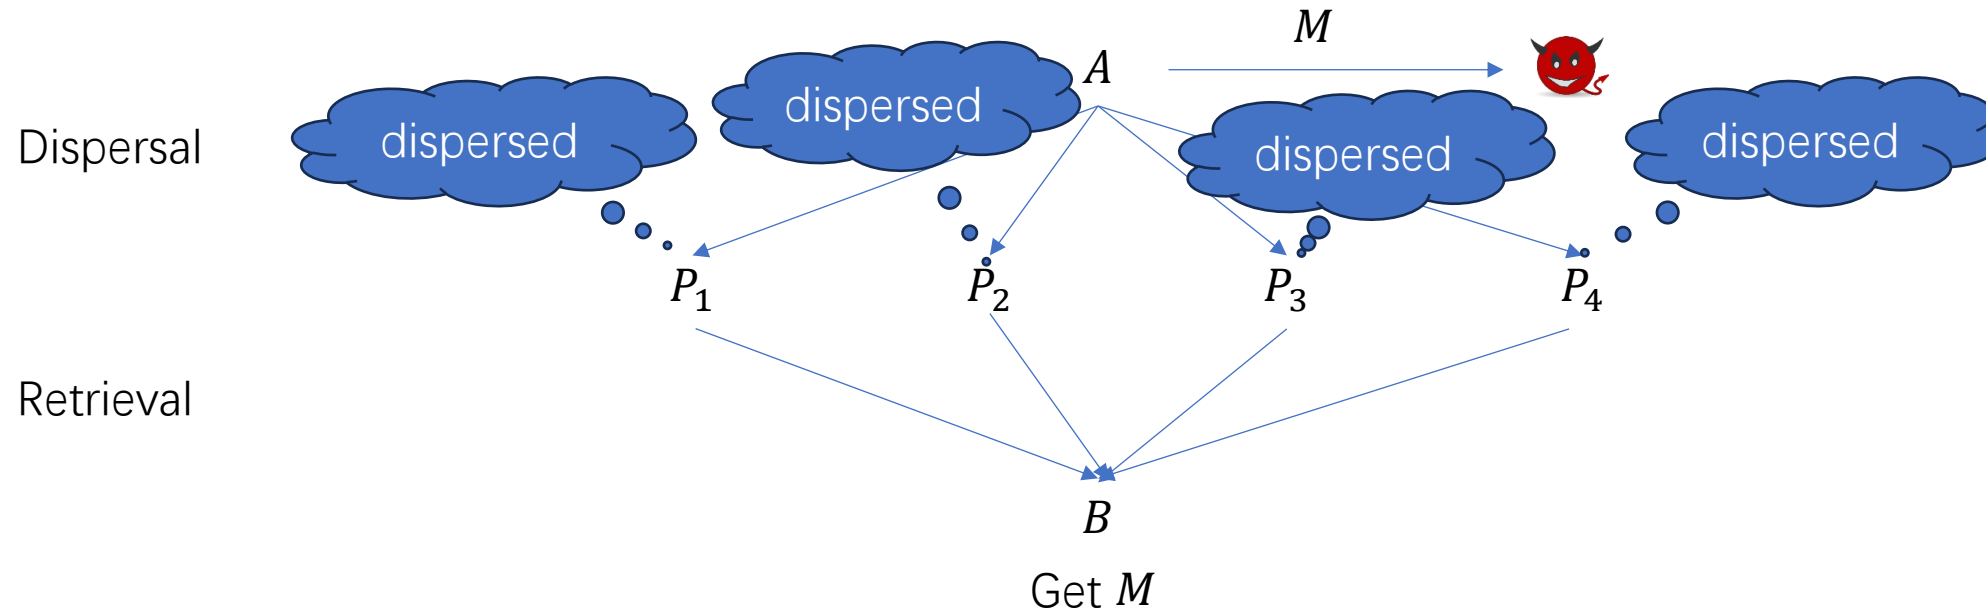 M
A
dispersed
dispersed
dispersed
dispersed
Dispersal
P₁
P₂
P₃
P₄
Retrieval
B
Get M